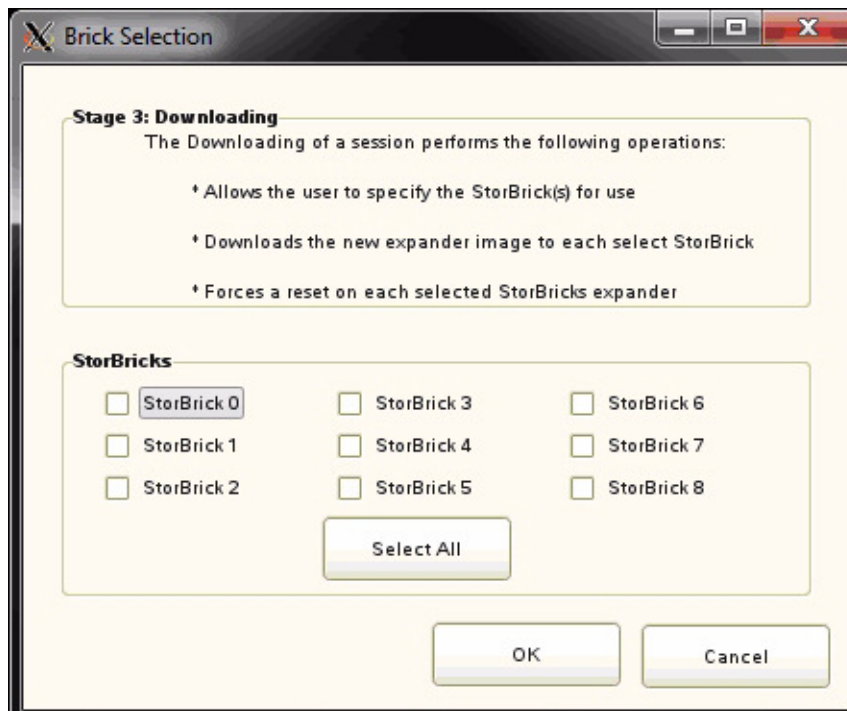 Brick Selection
Stage 3: Downloading
The Downloading of a session performs the following operations:
* Allows the user to specify the StorBrick(s) for use
* Downloads the new expander image to each select StorBrick
* Forces a reset on each selected StorBricks expander
StorBricks
StorBrick 0 StorBrick 3 StorBrick 6
StorBrick 1 StorBrick 4 StorBrick 7
StorBrick 2 StorBrick 5 StorBrick 8
Select All
OK Cancel